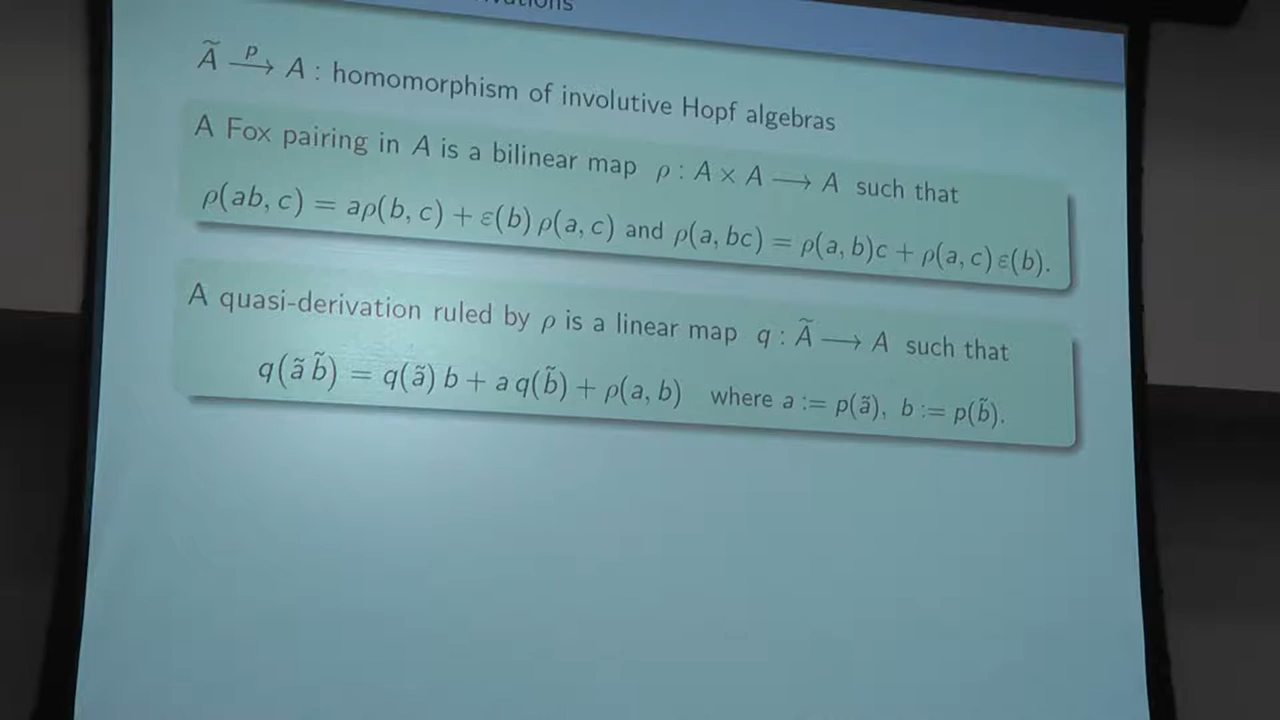 Ã —p→ A : homomorphism of involutive Hopf algebras
A Fox pairing in A is a bilinear map ρ : A × A ⟶ A such that
ρ(ab, c) = aρ(b, c) + ε(b) ρ(a, c) and ρ(a, bc) = ρ(a, b)c + ρ(a, c) ε(b).
A quasi-derivation ruled by ρ is a linear map q : Ã ⟶ A such that
q(ã b̃) = q(ã) b + a q(b̃) + ρ(a, b) where a := p(ã), b := p(b̃).